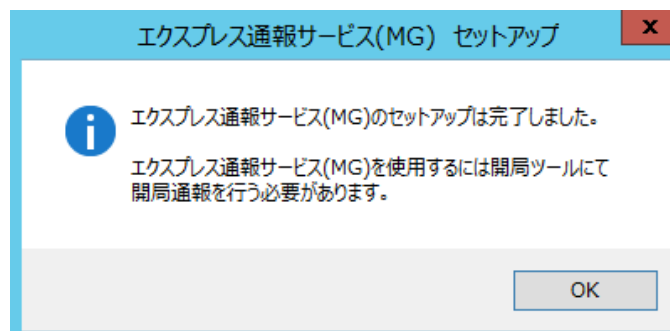 エクスプレス通報サービス(MG) セットアップ
x
エクスプレス通報サービス(MG)のセットアップは完了しました。
エクスプレス通報サービス(MG)を使用するには開局ツールにて
開局通報を行う必要があります。
OK